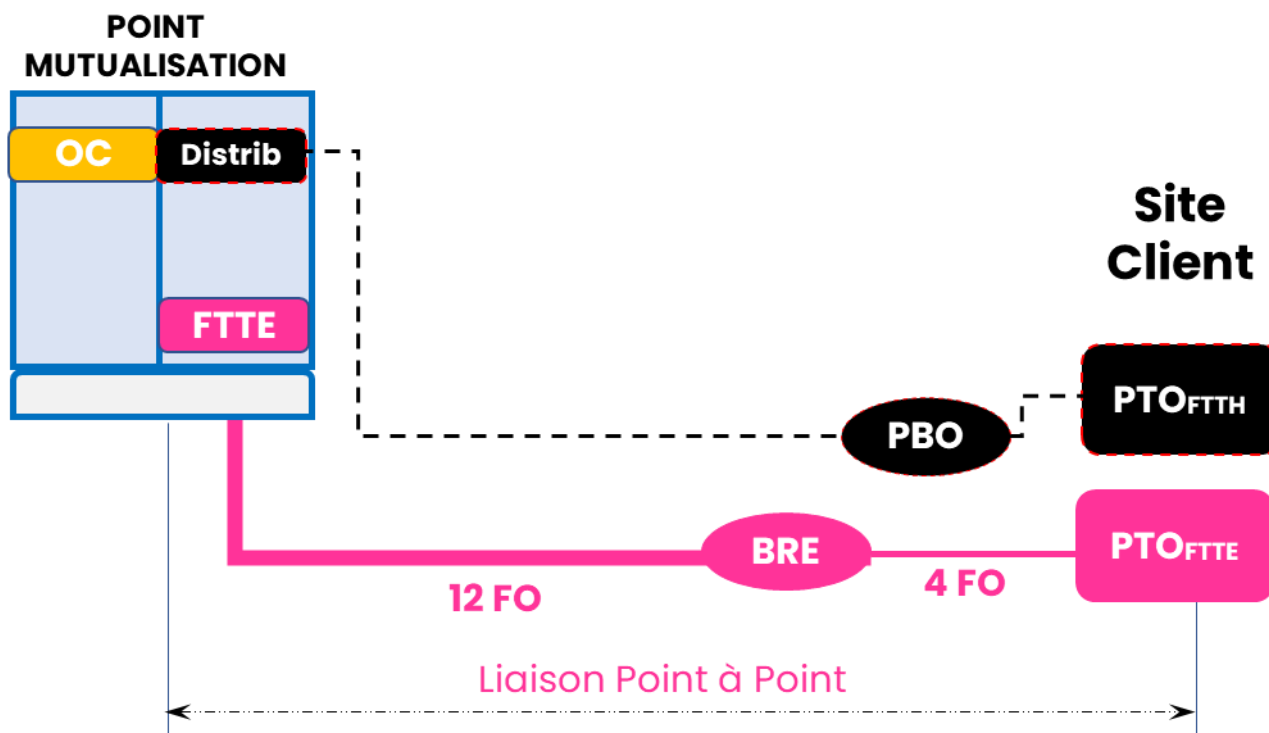 POINT
MUTUALISATION
OC
Distrib
FTTE
Site
Client
PTOFTTH
PBO
PTOFTTE
BRE
12 FO
4 FO
Liaison Point à Point